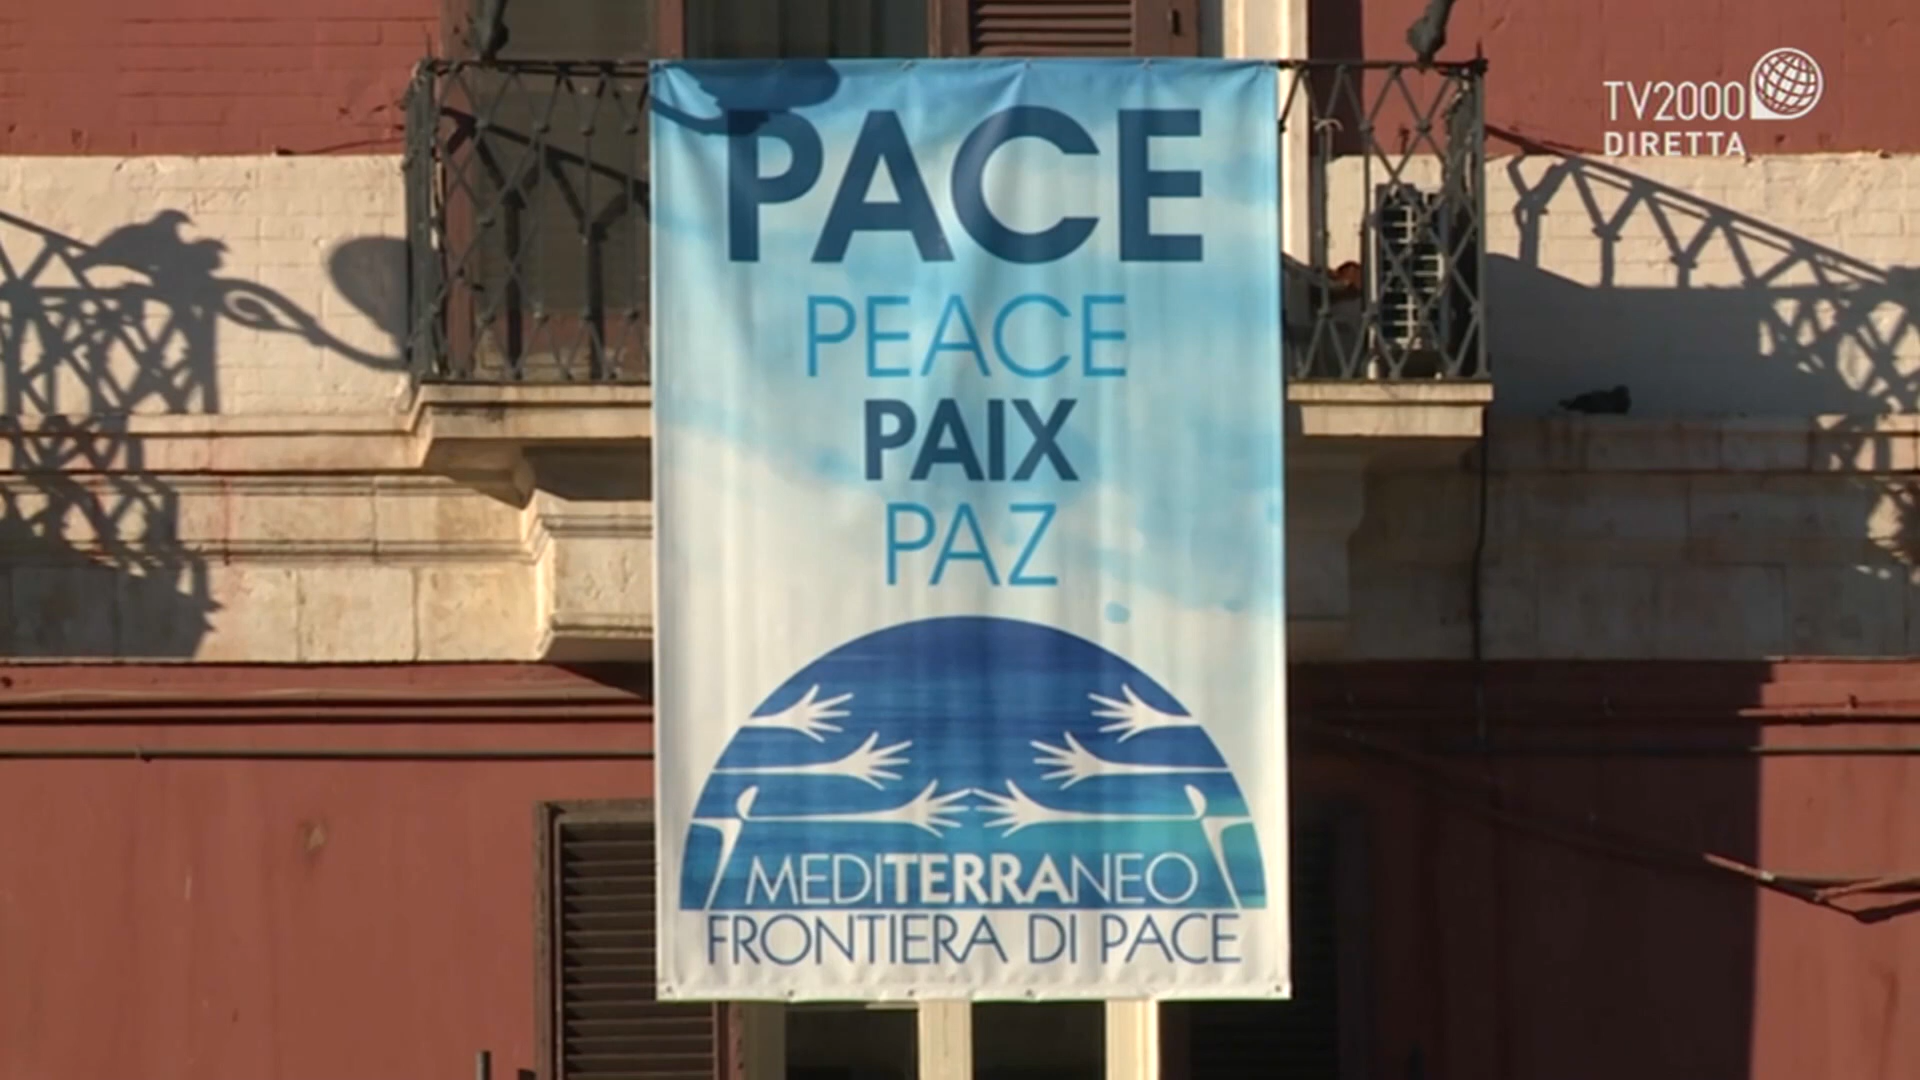 TV2000
DIRETTA
PACE
PEACE
PAIX
PAZ
MEDITERRANEO
FRONTIERA DI PACE